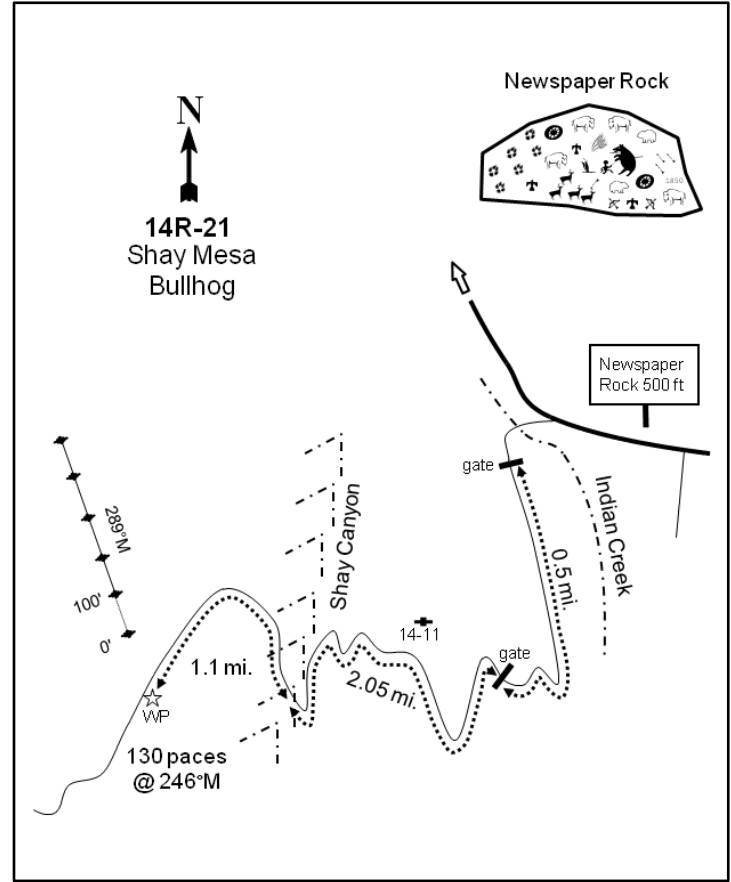 Newspaper Rock
1850
N
14R-21
Shay Mesa
Bullhog
Newspaper
Rock 500 ft
gate
Indian Creek
0.5 mi.
Shay Canyon
289°M
100'
0'
14-11
gate
2.05 mi.
1.1 mi.
WP
130 paces
@ 246°M